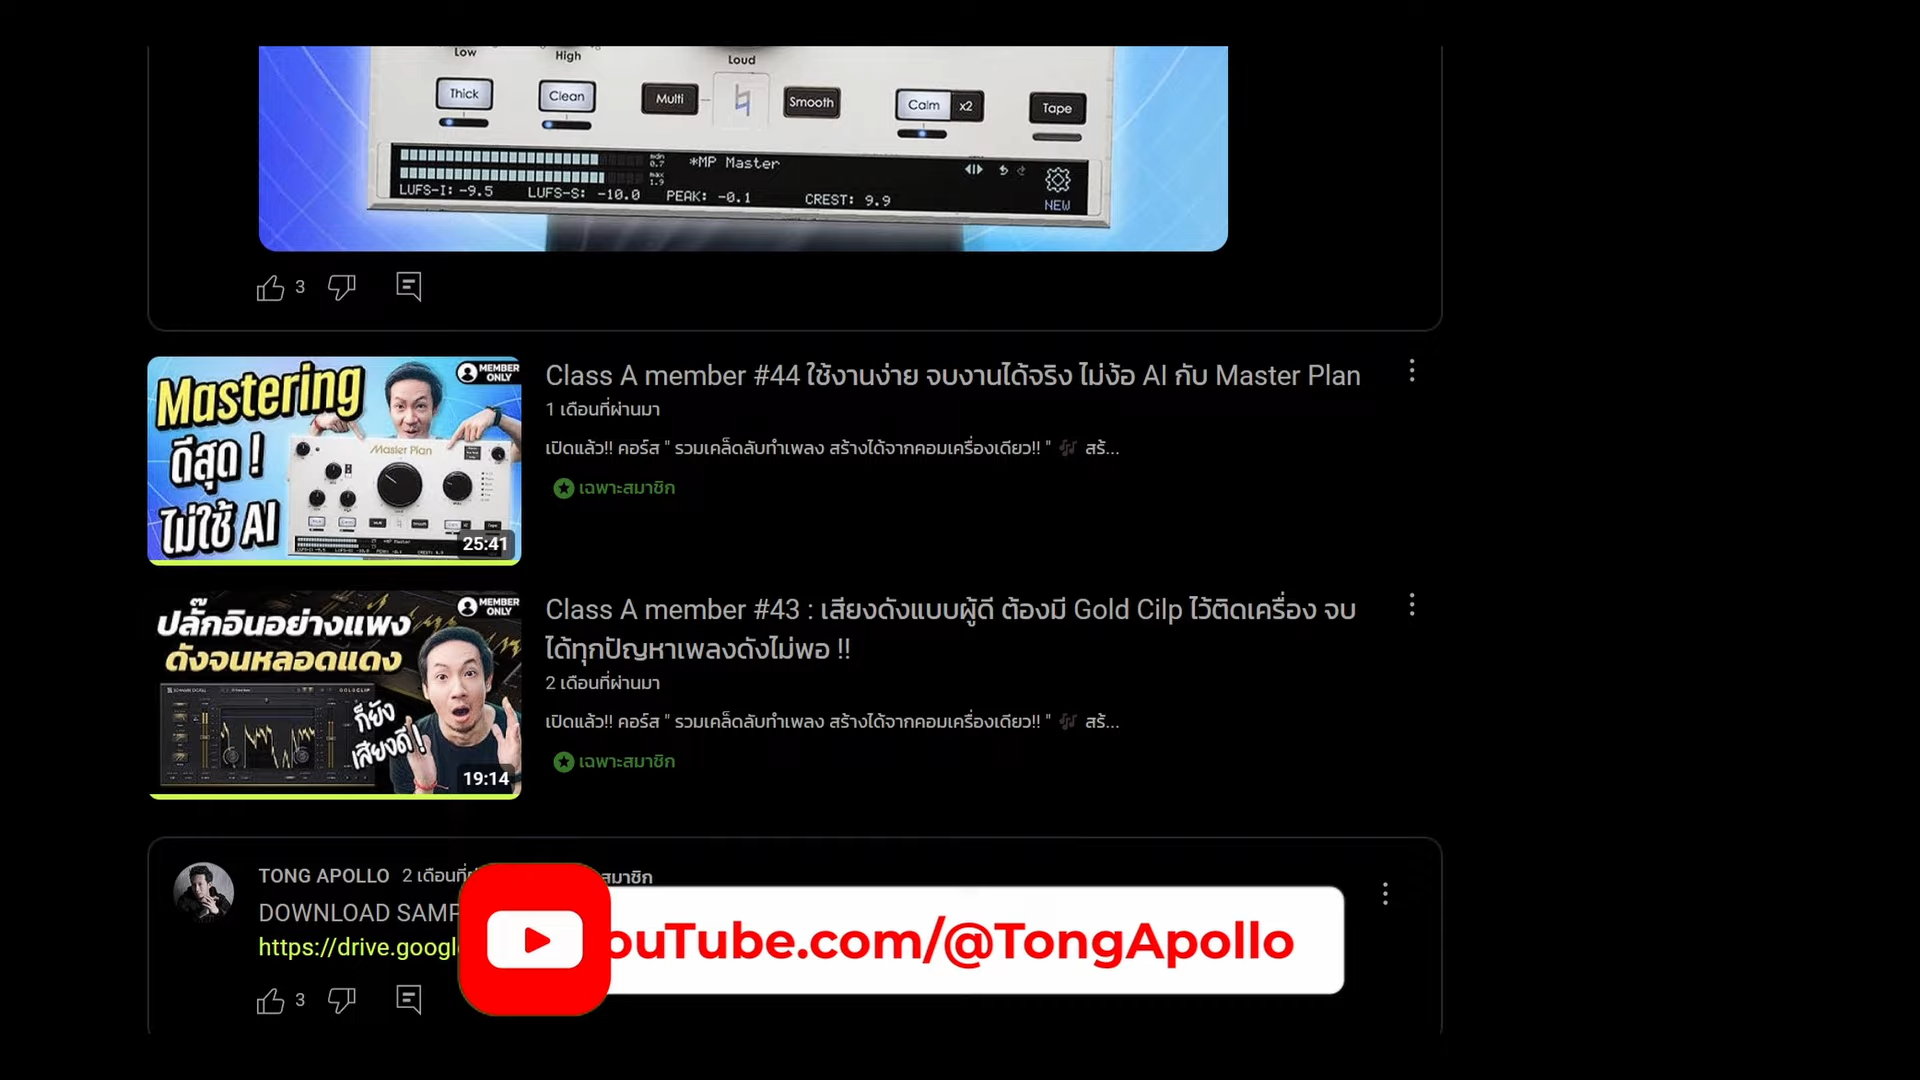 Low
High
Loud
Thick
Clean
Multi
Smooth
Calm
x2
Tape
mdn
0.7
max
1.9
*MP Master
LUFS-I: -9.5
LUFS-S: -10.0
PEAK: -0.1
CREST: 9.9
NEW
3
Mastering
ดีสุด !
ไม่ใช้ AI
MEMBER
ONLY
Master Plan
25:41
Class A member #44 ใช้งานง่าย จบงานได้จริง ไม่ง้อ AI กับ Master Plan
1 เดือนที่ผ่านมา
เปิดแล้ว!! คอร์ส " รวมเคล็ดลับทำเพลง สร้างได้จากคอมเครื่องเดียว!! " 🎶 สร้...
เฉพาะสมาชิก
ปลั๊กอินอย่างแพง
ดังจนหลอดแดง
ก็ยัง
เสียงดี !
MEMBER
ONLY
GOLDCLIP
19:14
Class A member #43 : เสียงดังแบบผู้ดี ต้องมี Gold Cilp ไว้ติดเครื่อง จบ
ได้ทุกปัญหาเพลงดังไม่พอ !!
2 เดือนที่ผ่านมา
เปิดแล้ว!! คอร์ส " รวมเคล็ดลับทำเพลง สร้างได้จากคอมเครื่องเดียว!! " 🎶 สร้...
เฉพาะสมาชิก
TONG APOLLO 2 เดือนที่
สมาชิก
DOWNLOAD SAMP
https://drive.googl
ouTube.com/@TongApollo
3